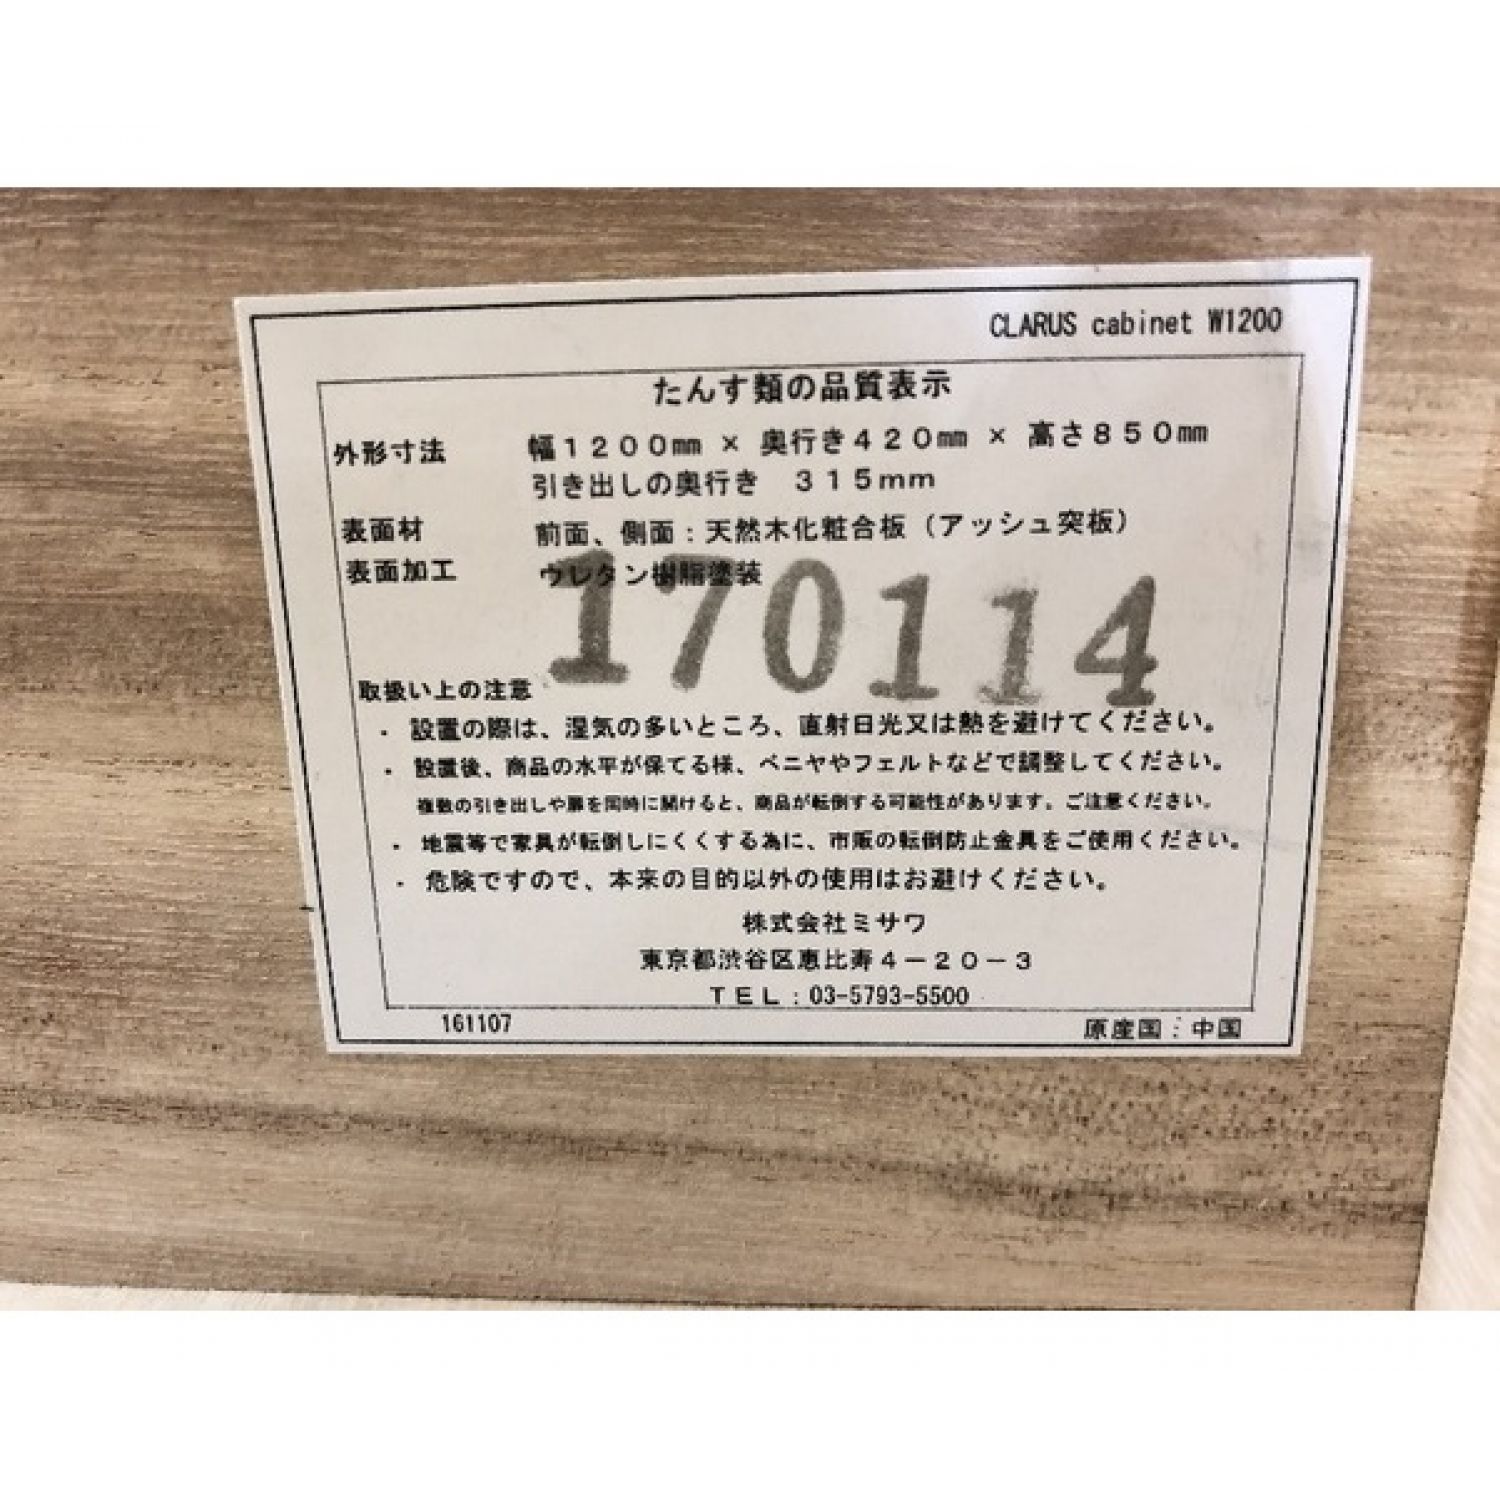 CLARUS cabinet W1200
たんす類の品質表示
外形寸法 幅１２００㎜ × 奥行き４２０㎜ × 高さ８５０㎜
引き出しの奥行き　３１５ｍｍ
表面材 前面、側面：天然木化粧合板（アッシュ突板）
表面加工 ウレタン樹脂塗装
170114
取扱い上の注意
・ 設置の際は、湿気の多いところ、直射日光又は熱を避けてください。
・ 設置後、商品の水平が保てる様、ベニヤやフェルトなどで調整してください。
複数の引き出しや扉を同時に開けると、商品が転倒する可能性があります。ご注意ください。
・ 地震等で家具が転倒しにくくする為に、市販の転倒防止金具をご使用ください。
・ 危険ですので、本来の目的以外の使用はお避けください。
株式会社ミサワ
東京都渋谷区恵比寿４－２０－３
ＴＥＬ：03-5793-5500
161107 原産国：中国